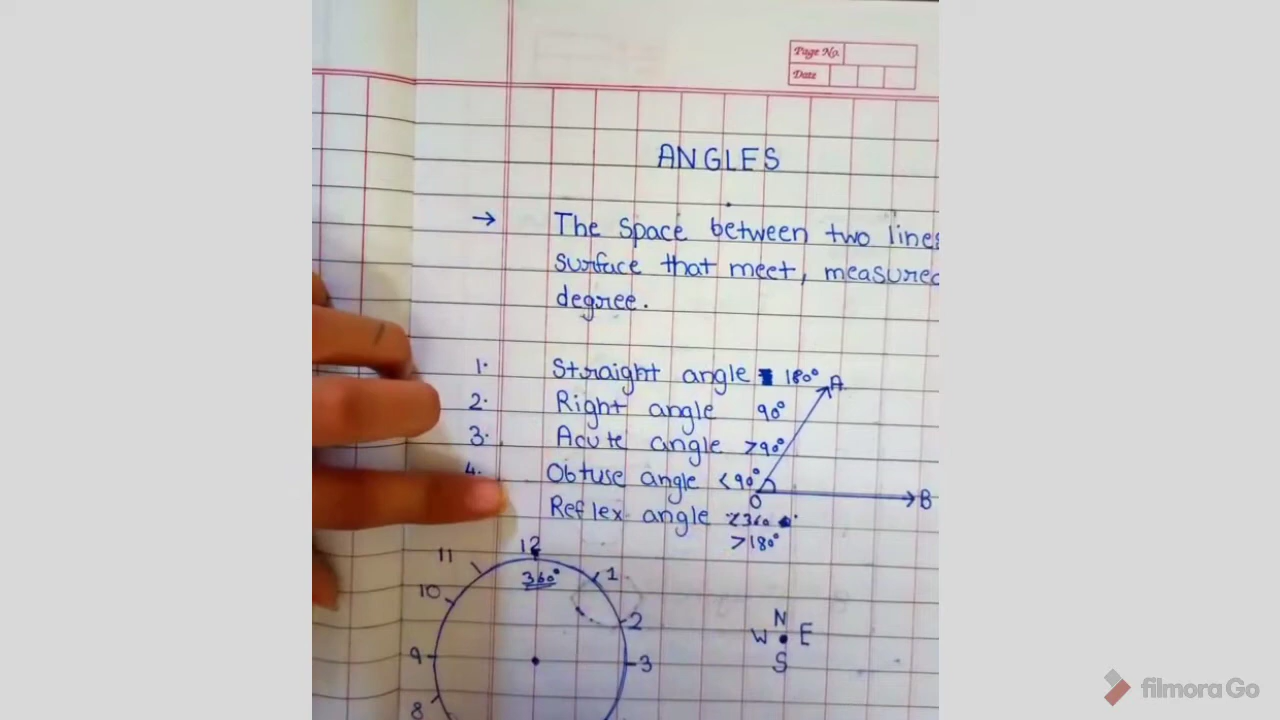 Page No.
Date
ANGLES
→ The space between two lines
surface that meet, measured
degree.
1. Straight angle 180° A
2. Right angle 90°
3. Acute angle >90°
4. Obtuse angle <90°
O B
Reflex angle <360
>180°
12
11
360°
1
10
2
N
W E
S
9
3
8
filmora Go